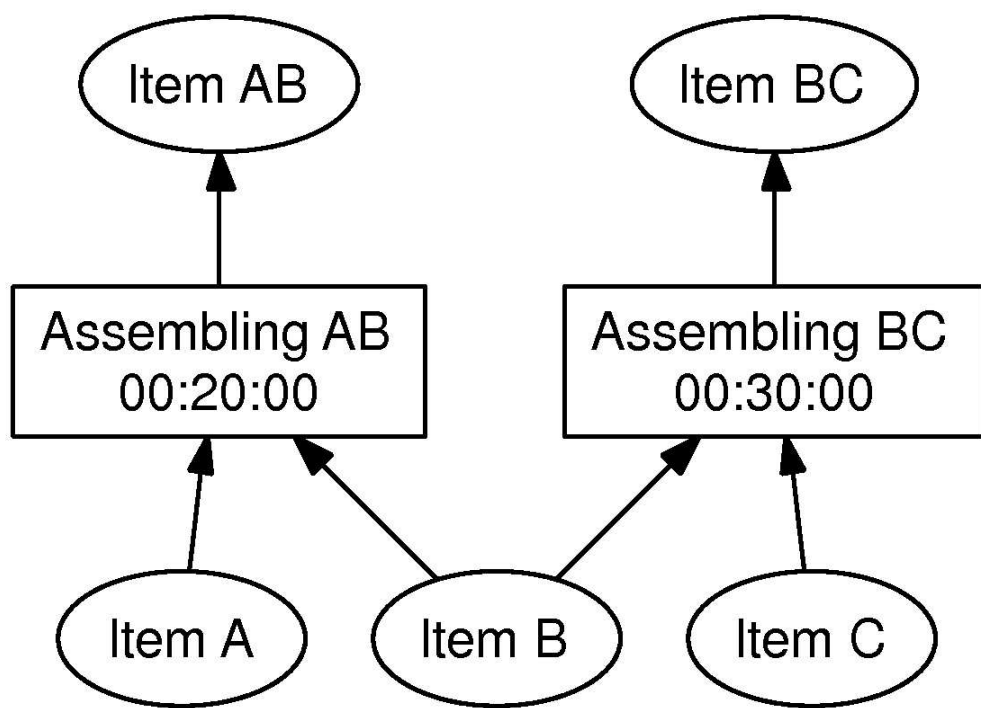 Item AB
Item BC
Assembling AB
00:20:00
Assembling BC
00:30:00
Item A
Item B
Item C